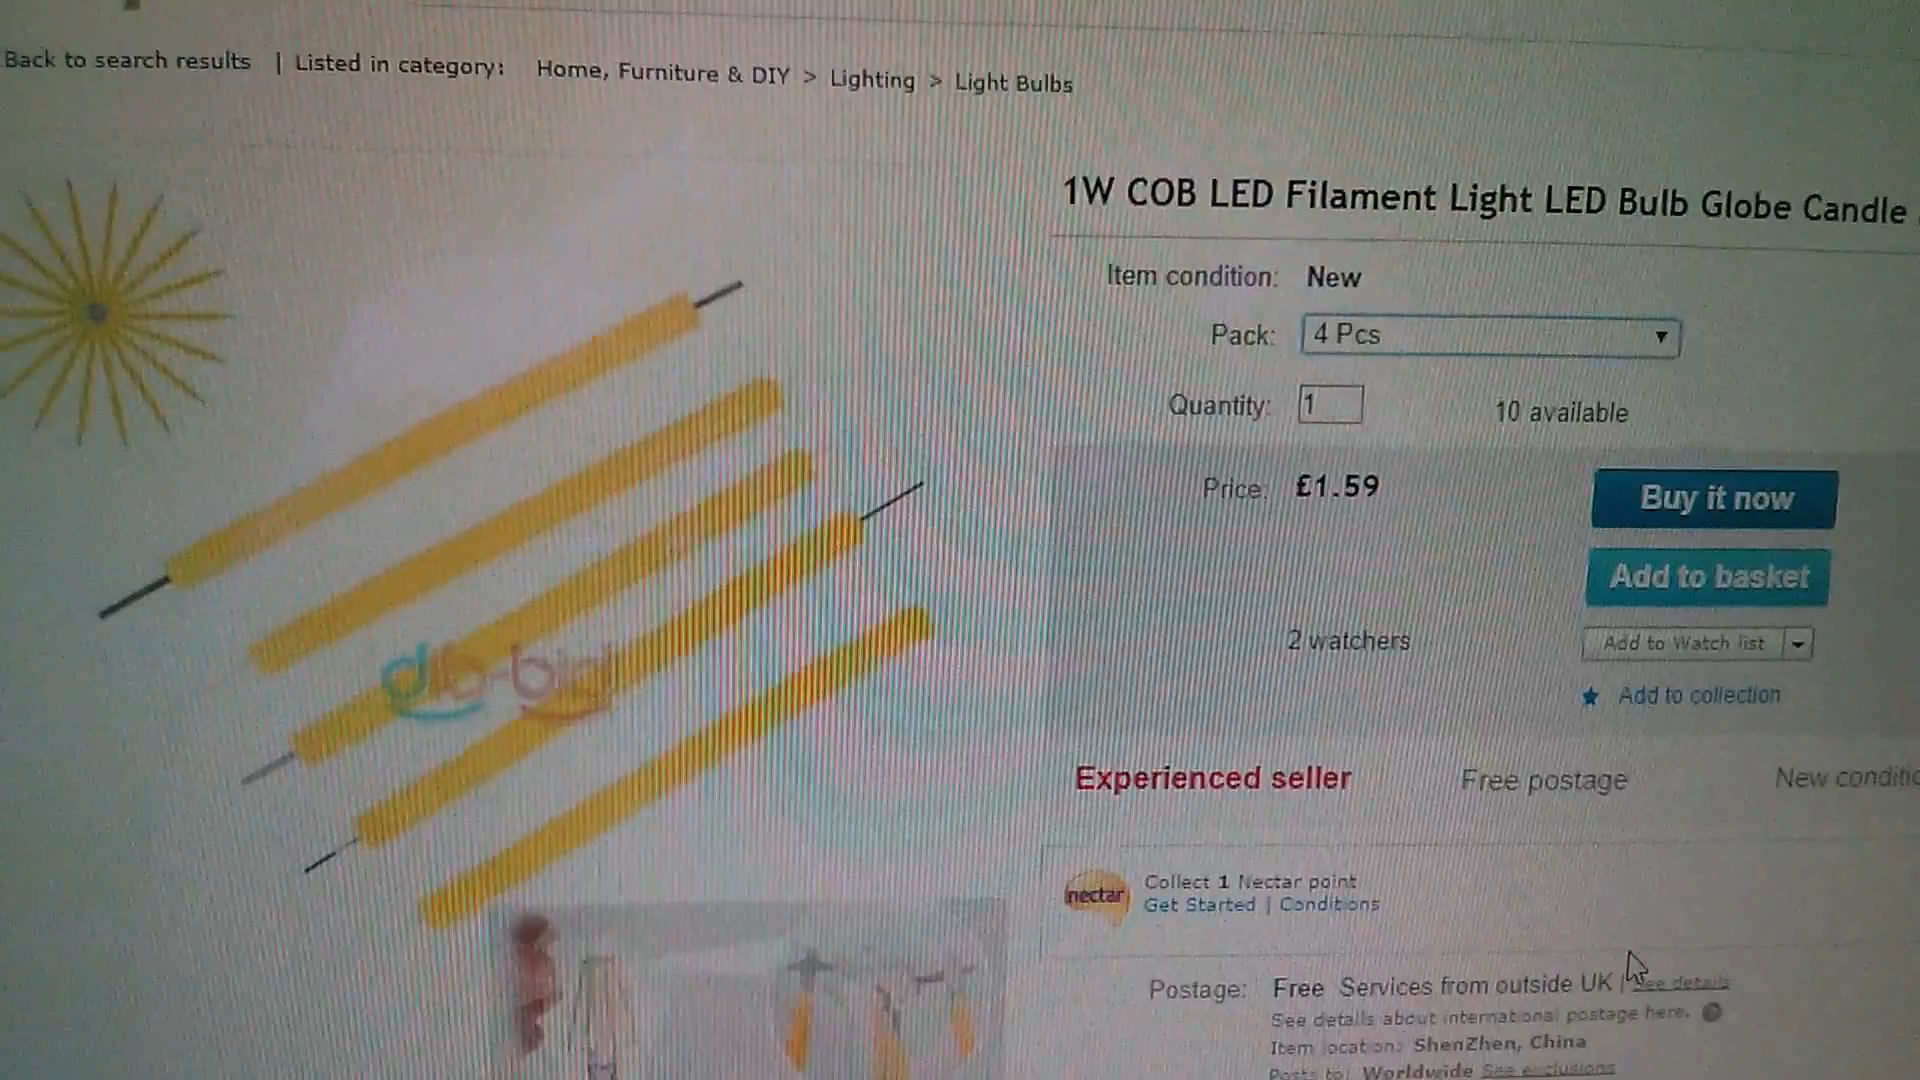 Back to search results | Listed in category: Home, Furniture & DIY > Lighting > Light Bulbs
1W COB LED Filament Light LED Bulb Globe Candle
Item condition: New
Pack: 4 Pcs
Quantity: 1 10 available
Price: £1.59
Buy it now
Add to basket
2 watchers
Add to Watch list
Add to collection
Experienced seller Free postage New
nectar
Collect 1 Nectar point
Get Started | Conditions
Postage: Free Services from outside UK | See details
See details about international postage here.
Item location: ShenZhen, China
Posts to: Worldwide See exclusions